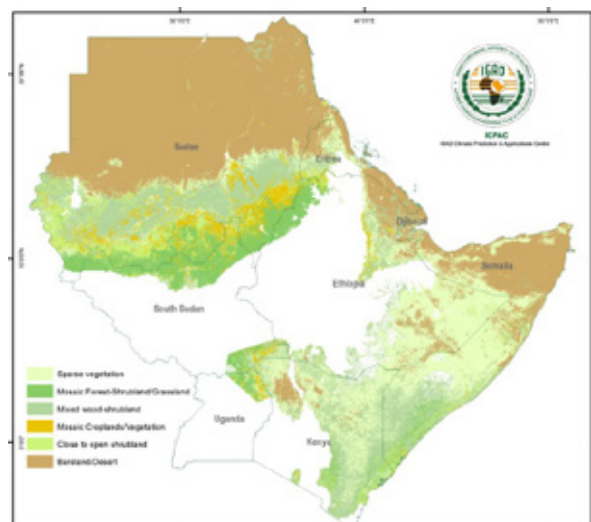 IGAD
ICPAC
IGAD Climate Prediction & Applications Centre
Sudan
Eritrea
Djibouti
Somalia
Ethiopia
South Sudan
Uganda
Kenya
Sparse vegetation
Mosaic Forest-Shrubland/Grassland
Mixed wood-shrubland
Mosaic Croplands/vegetation
Close to open shrubland
Bareland/Desert